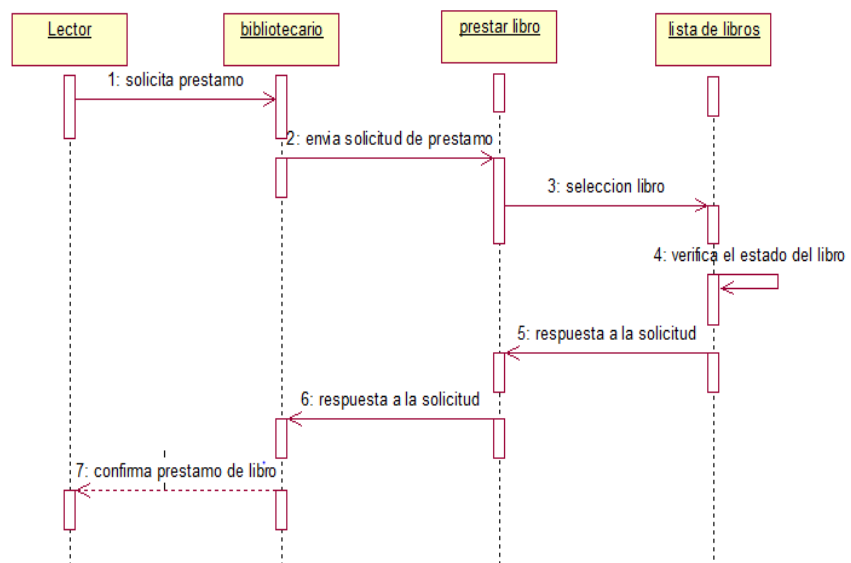 Lector
bibliotecario
prestar libro
lista de libros
1: solicita prestamo
2: envia solicitud de prestamo
3: seleccion libro
4: verifica el estado del libro
5: respuesta a la solicitud
6: respuesta a la solicitud
7: confirma prestamo de libro